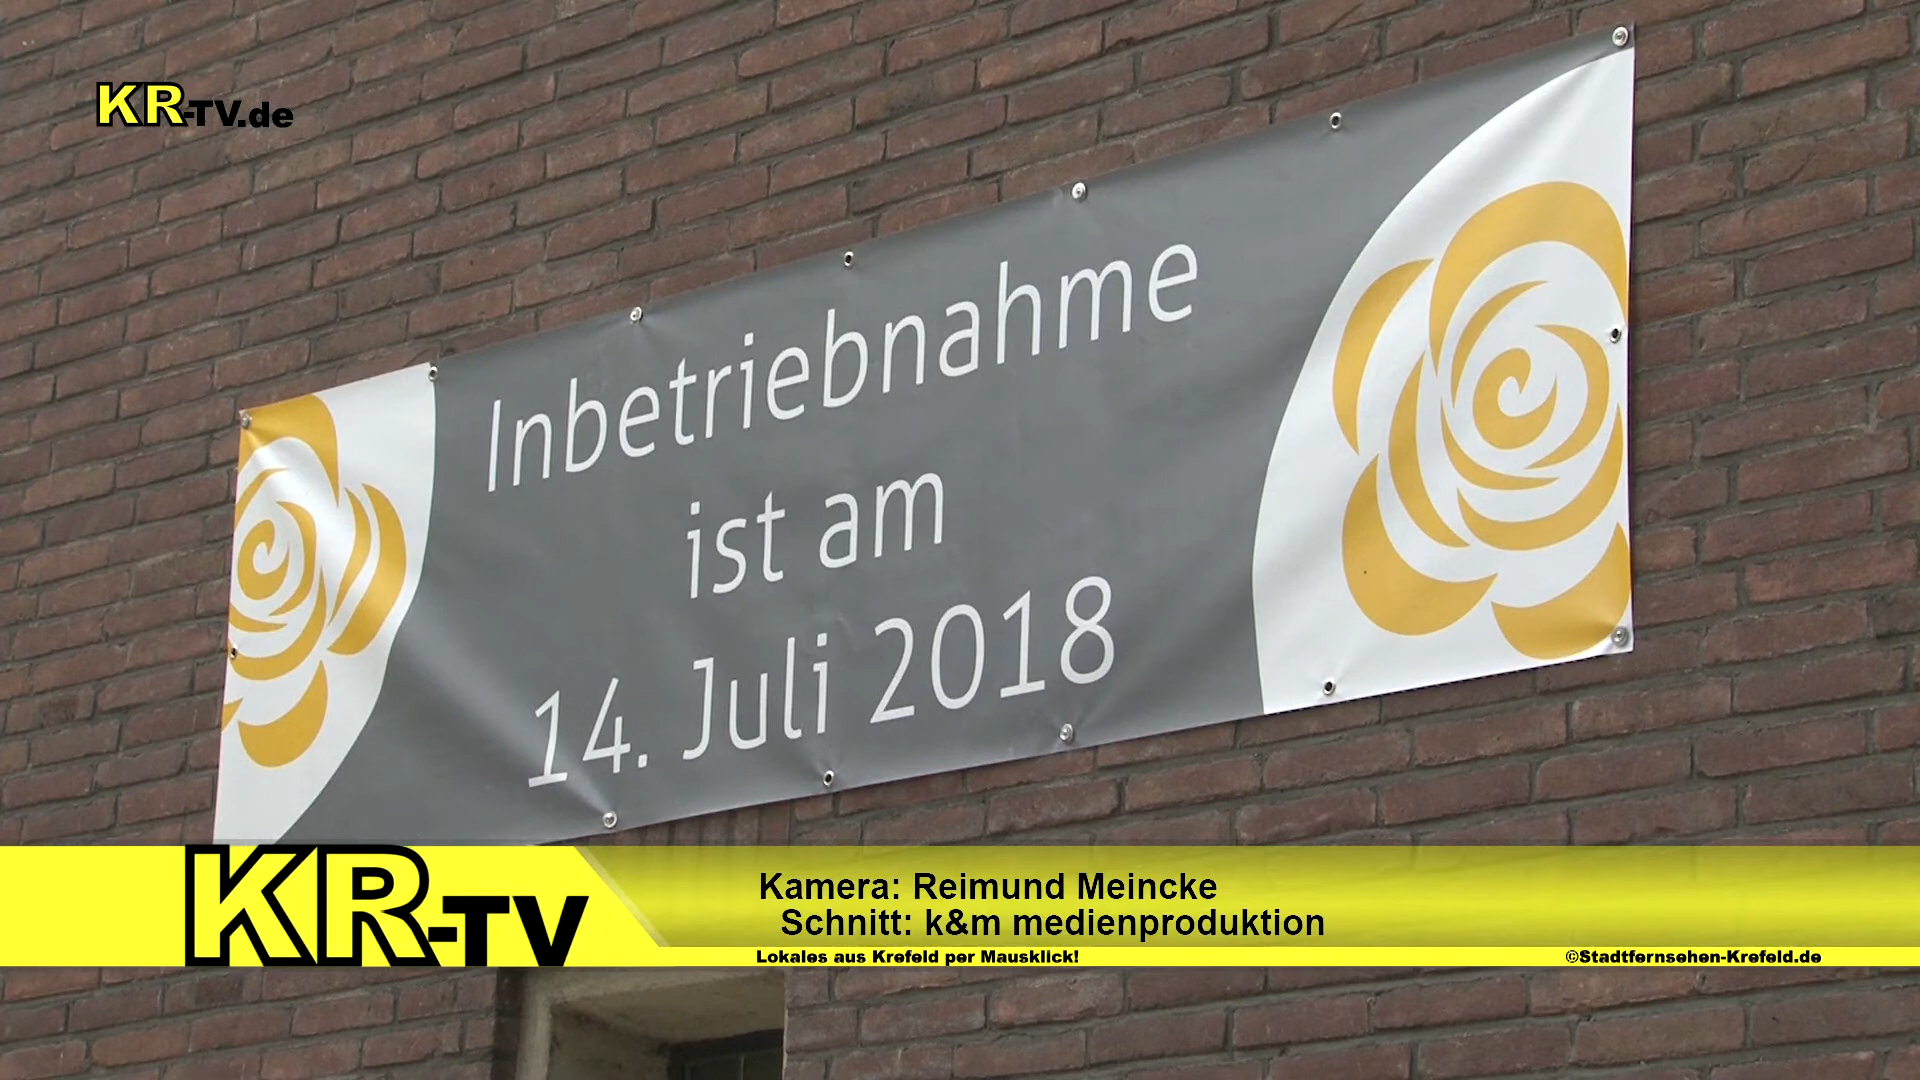 KR-TV.de
Inbetriebnahme
ist am
14. Juli 2018
KR-TV
Kamera: Reimund Meincke
Schnitt: k&m medienproduktion
Lokales aus Krefeld per Mausklick!
©Stadtfernsehen-Krefeld.de